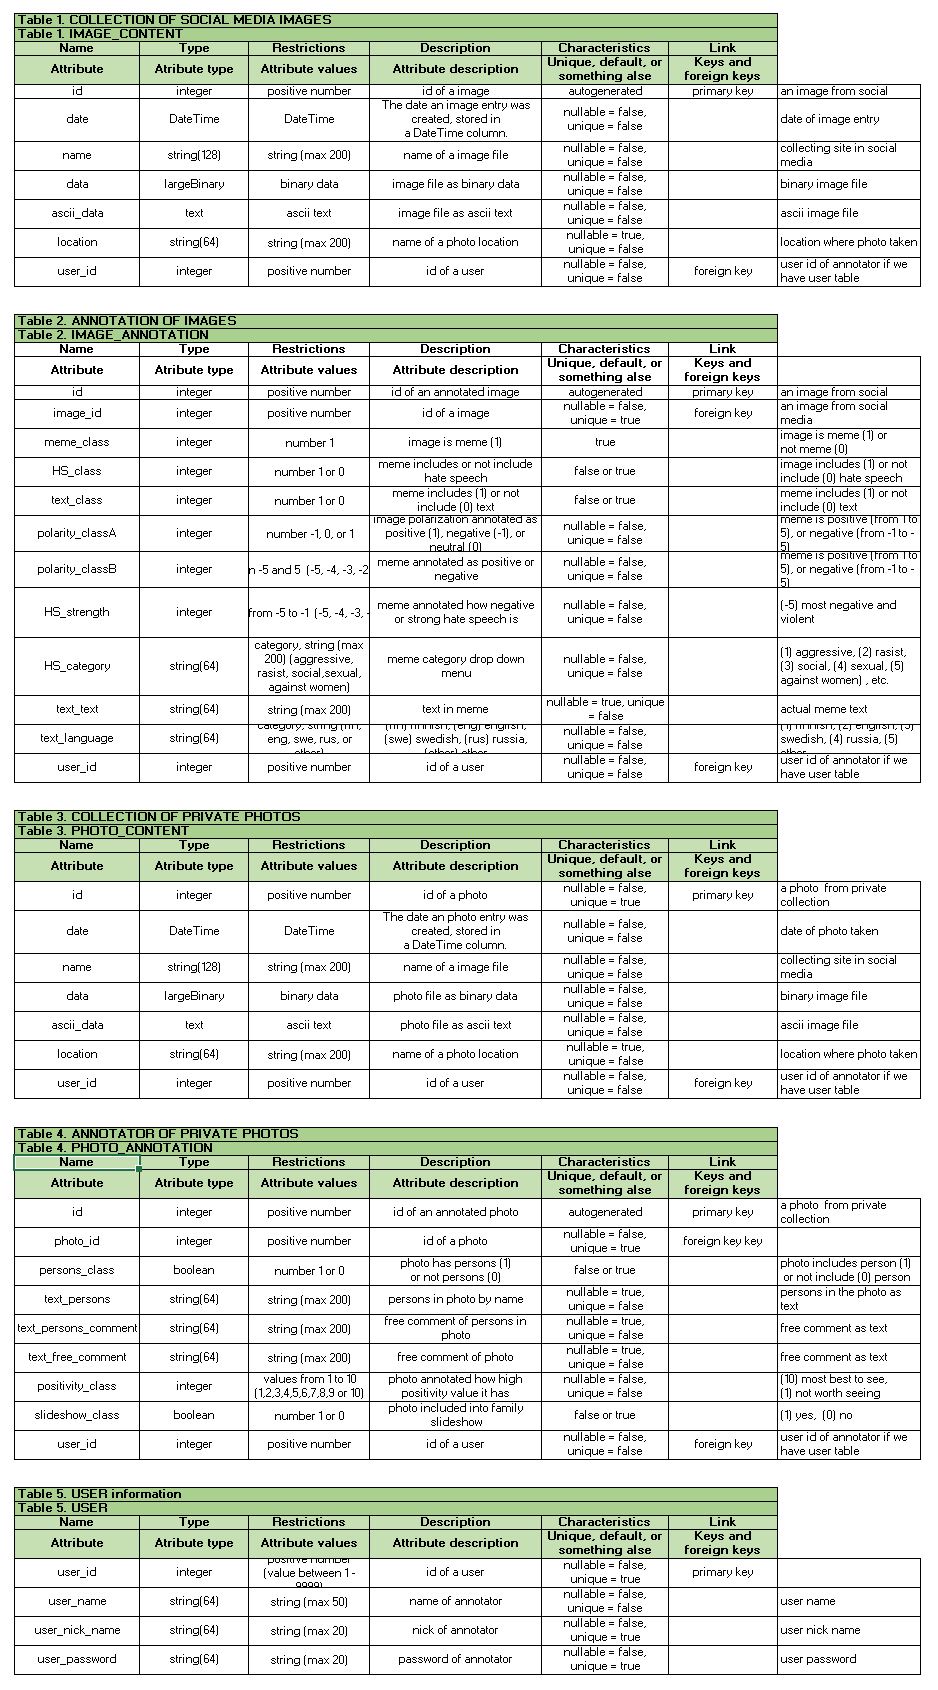 Table 1. COLLECTION OF SOCIAL MEDIA IMAGES
Table 1. IMAGE_CONTENT
Name Type Restrictions Description Characteristics Link
Attribute Atribute type Attribute values Attribute description Unique, default, or something alse Keys and foreign keys
id integer positive number id of a image autogenerated primary key an image from social
date DateTime DateTime The date an image entry was created, stored in a DateTime column. nullable = false, unique = false date of image entry
name string(128) string (max 200) name of a image file nullable = false, unique = false collecting site in social media
data largeBinary binary data image file as binary data nullable = false, unique = false binary image file
ascii_data text ascii text image file as ascii text nullable = false, unique = false ascii image file
location string(64) string (max 200) name of a photo location nullable = true, unique = false location where photo taken
user_id integer positive number id of a user nullable = false, unique = false foreign key user id of annotator if we have user table
Table 2. ANNOTATION OF IMAGES
Table 2. IMAGE_ANNOTATION
Name Type Restrictions Description Characteristics Link
Attribute Atribute type Attribute values Attribute description Unique, default, or something alse Keys and foreign keys
id integer positive number id of an annotated image autogenerated primary key an image from social
image_id integer positive number id of a image nullable = false, unique = true foreign key an image from social media
meme_class integer number 1 image is meme (1) true image is meme (1) or not meme (0)
HS_class integer number 1 or 0 meme includes or not include hate speech false or true image includes (1) or not include (0) hate speech
text_class integer number 1 or 0 meme includes (1) or not include (0) text false or true meme includes (1) or not include (0) text
polarity_classA integer number -1, 0, or 1 image polarization annotated as positive (1), negative (-1), or neutral (0) nullable = false, unique = false meme is positive (from 1 to 5), or negative (from -1 to -5)
polarity_classB integer n -5 and 5 (-5, -4, -3, -2 meme annotated as positive or negative nullable = false, unique = false meme is positive (from 1 to 5), or negative (from -1 to -5)
HS_strength integer from -5 to -1 (-5, -4, -3, - meme annotated how negative or strong hate speech is nullable = false, unique = false (-5) most negative and violent
HS_category string(64) category, string (max 200) (aggressive, rasist, social,sexual, against women) meme category drop down menu nullable = false, unique = false (1) aggressive, (2) rasist, (3) social, (4) sexual, (5) against women) , etc.
text_text string(64) string (max 200) text in meme nullable = true, unique = false actual meme text
text_language string(64) category, string (fin, eng, swe, rus, or other) (fin) finnish, (eng) english, (swe) swedish, (rus) russia, (other) other nullable = false, unique = false (1) finnish, (2) english, (3) swedish, (4) russia, (5) other
user_id integer positive number id of a user nullable = false, unique = false foreign key user id of annotator if we have user table
Table 3. COLLECTION OF PRIVATE PHOTOS
Table 3. PHOTO_CONTENT
Name Type Restrictions Description Characteristics Link
Attribute Atribute type Attribute values Attribute description Unique, default, or something alse Keys and foreign keys
id integer positive number id of a photo nullable = false, unique = true primary key a photo from private collection
date DateTime DateTime The date an photo entry was created, stored in a DateTime column. nullable = false, unique = false date of photo taken
name string(128) string (max 200) name of a image file nullable = false, unique = false collecting site in social media
data largeBinary binary data photo file as binary data nullable = false, unique = false binary image file
ascii_data text ascii text photo file as ascii text nullable = false, unique = false ascii image file
location string(64) string (max 200) name of a photo location nullable = true, unique = false location where photo taken
user_id integer positive number id of a user nullable = false, unique = false foreign key user id of annotator if we have user table
Table 4. ANNOTATOR OF PRIVATE PHOTOS
Table 4. PHOTO_ANNOTATION
Name Type Restrictions Description Characteristics Link
Attribute Atribute type Attribute values Attribute description Unique, default, or something alse Keys and foreign keys
id integer positive number id of an annotated photo autogenerated primary key a photo from private collection
photo_id integer positive number id of a photo nullable = false, unique = true foreign key key
persons_class boolean number 1 or 0 photo has persons (1) or not persons (0) false or true photo includes person (1) or not include (0) person
text_persons string(64) string (max 200) persons in photo by name nullable = true, unique = false persons in the photo as text
text_persons_comment string(64) string (max 200) free comment of persons in photo nullable = true, unique = false free comment as text
text_free_comment string(64) string (max 200) free comment of photo nullable = true, unique = false free comment as text
positivity_class integer values from 1 to 10 (1,2,3,4,5,6,7,8,9 or 10) photo annotated how high positivity value it has nullable = false, unique = false (10) most best to see, (1) not worth seeing
slideshow_class boolean number 1 or 0 photo included into family slideshow false or true (1) yes, (0) no
user_id integer positive number id of a user nullable = false, unique = false foreign key user id of annotator if we have user table
Table 5. USER information
Table 5. USER
Name Type Restrictions Description Characteristics Link
Attribute Atribute type Attribute values Attribute description Unique, default, or something alse Keys and foreign keys
user_id integer positive number (value between 1 - 9999) id of a user nullable = false, unique = true primary key
user_name string(64) string (max 50) name of annotator nullable = false, unique = false user name
user_nick_name string(64) string (max 20) nick of annotator nullable = false, unique = true user nick name
user_password string(64) string (max 20) password of annotator nullable = false, unique = true user password